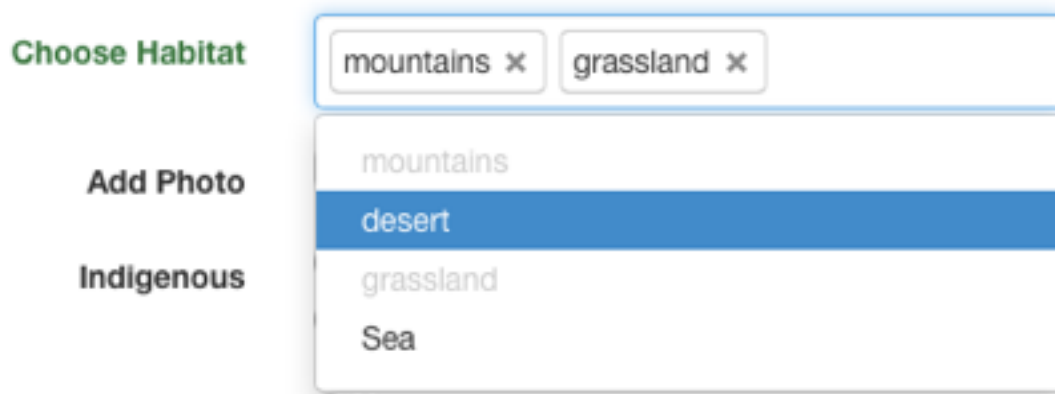 Choose Habitat
mountains × grassland ×
mountains
Add Photo
desert
Indigenous
grassland
Sea